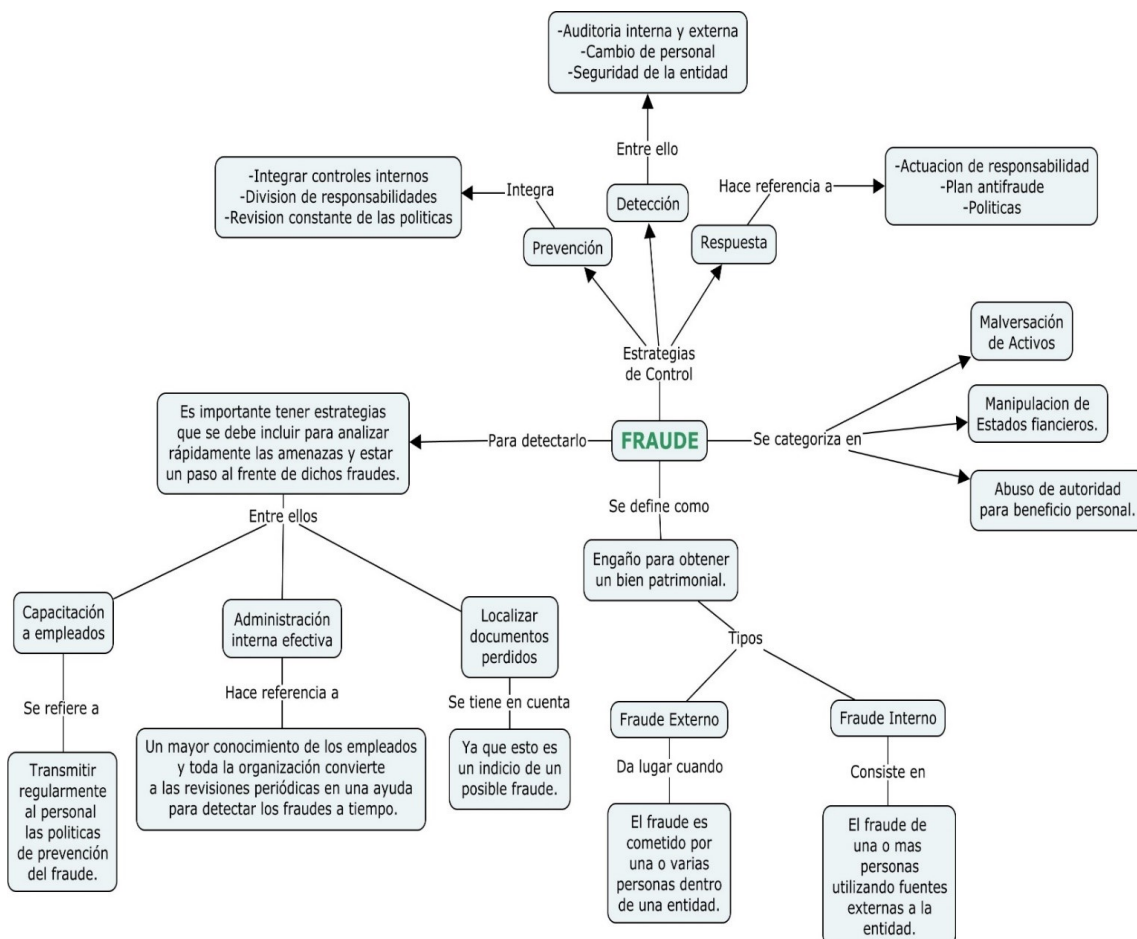 -Auditoria interna y externa
-Cambio de personal
-Seguridad de la entidad
Entre ello
Detección
-Integrar controles internos
-Division de responsabilidades
-Revision constante de las politicas
Integra
Prevención
Hace referencia a
-Actuacion de responsabilidad
-Plan antifraude
-Politicas
Respuesta
Estrategias
de Control
FRAUDE
Se categoriza en
Malversación
de Activos
Manipulacion de
Estados fiancieros.
Abuso de autoridad
para beneficio personal.
Para detectarlo
Es importante tener estrategias
que se debe incluir para analizar
rápidamente las amenazas y estar
un paso al frente de dichos fraudes.
Entre ellos
Capacitación
a empleados
Se refiere a
Transmitir
regularmente
al personal
las politicas
de prevención
del fraude.
Administración
interna efectiva
Hace referencia a
Un mayor conocimiento de los empleados
y toda la organización convierte
a las revisiones periódicas en una ayuda
para detectar los fraudes a tiempo.
Localizar
documentos
perdidos
Se tiene en cuenta
Ya que esto es
un indicio de un
posible fraude.
Se define como
Engaño para obtener
un bien patrimonial.
Tipos
Fraude Externo
Da lugar cuando
El fraude es
cometido por
una o varias
personas dentro
de una entidad.
Fraude Interno
Consiste en
El fraude de
una o mas
personas
utilizando fuentes
externas a la
entidad.